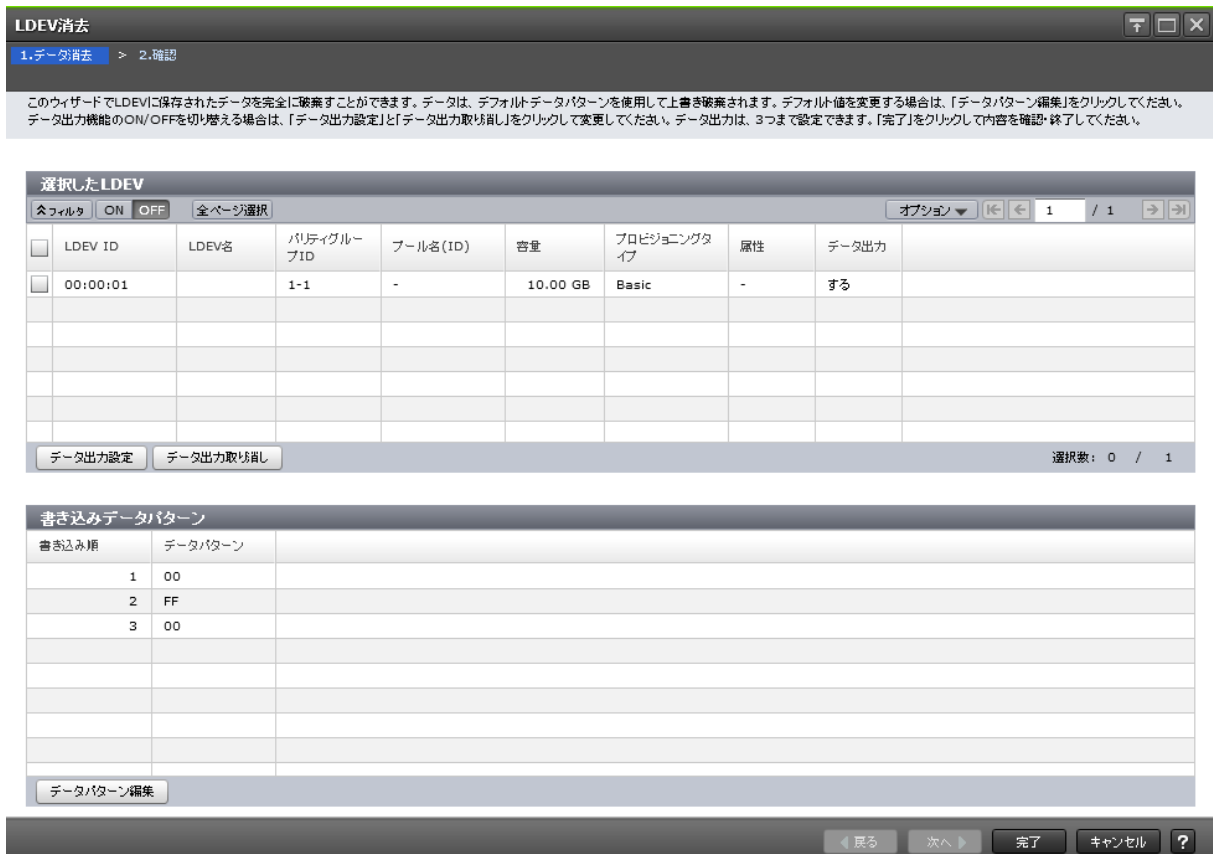 LDEV消去
1.データ消去 > 2.確認
このウィザードでLDEVに保存されたデータを完全に破棄することができます。データは、デフォルトデータパターンを使用して上書き破棄されます。デフォルト値を変更する場合は、「データパターン編集」をクリックしてください。
データ出力機能のON/OFFを切り替える場合は、「データ出力設定」と「データ出力取り消し」をクリックして変更してください。データ出力は、3つまで設定できます。「完了」をクリックして内容を確認・終了してください。
選択したLDEV
フィルタ ON OFF 全ページ選択 オプション 1 / 1
LDEV ID LDEV名 パリティグループID プール名(ID) 容量 プロビジョニングタイプ 属性 データ出力
00:00:01 1-1 - 10.00 GB Basic - する
データ出力設定 データ出力取り消し 選択数: 0 / 1
書き込みデータパターン
書き込み順 データパターン
1 00
2 FF
3 00
データパターン編集
戻る 次へ 完了 キャンセル ?